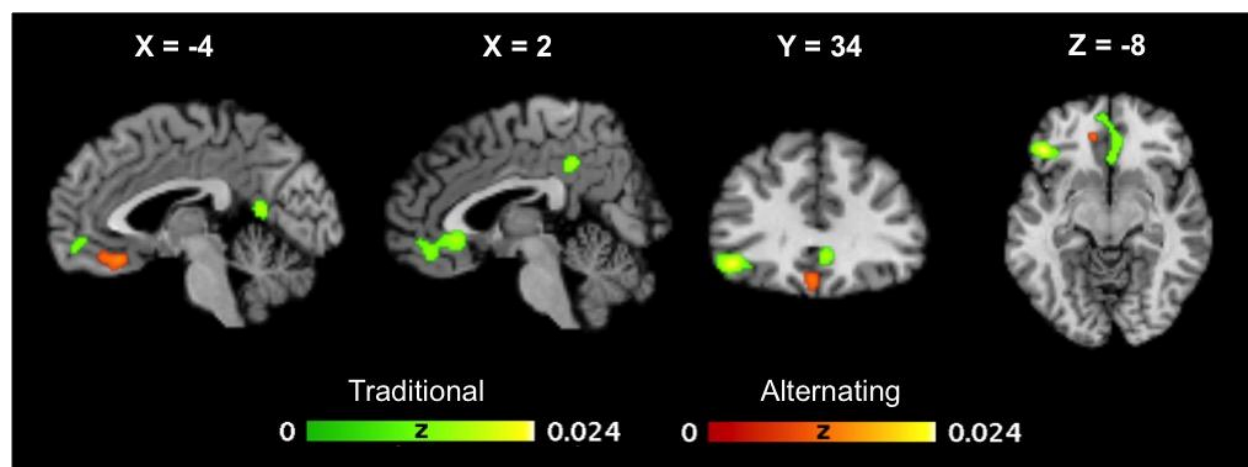 X = -4
X = 2
Y = 34
Z = -8
Traditional
Alternating
0 z 0.024
0 z 0.024